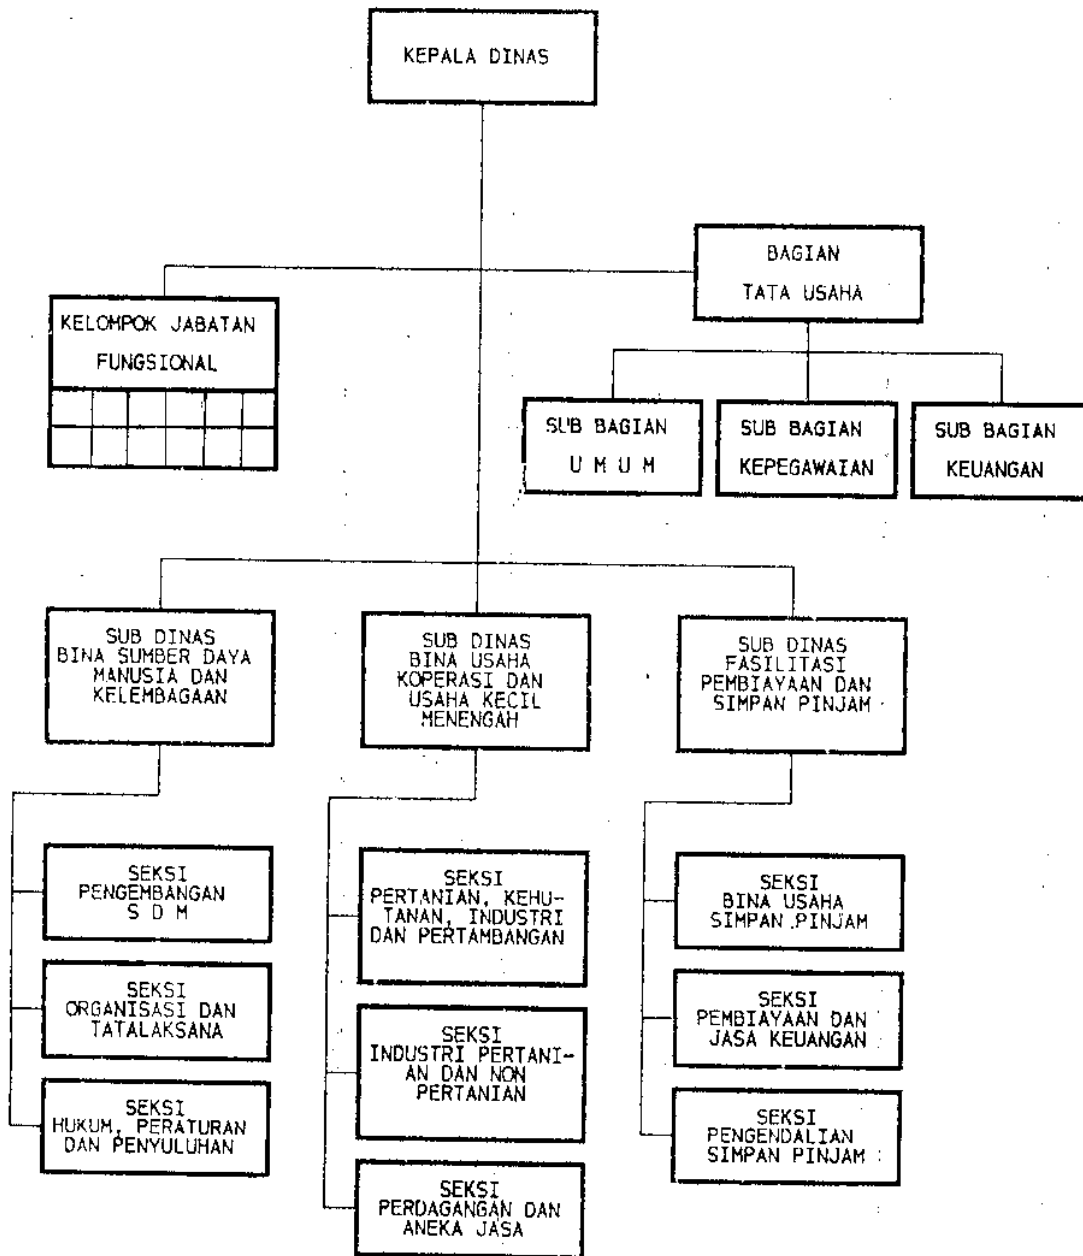 KEPALA DINAS
BAGIAN
TATA USAHA
KELOMPOK JABATAN
FUNGSIONAL
SUB BAGIAN
U M U M
SUB BAGIAN
KEPEGAWAIAN
SUB BAGIAN
KEUANGAN
SUB DINAS
BINA SUMBER DAYA
MANUSIA DAN
KELEMBAGAAN
SUB DINAS
BINA USAHA
KOPERASI DAN
USAHA KECIL
MENENGAH
SUB DINAS
FASILITASI
PEMBIAYAAN DAN
SIMPAN PINJAM
SEKSI
PENGEMBANGAN
S D M
SEKSI
ORGANISASI DAN
TATALAKSANA
SEKSI
HUKUM, PERATURAN
DAN PENYULUHAN
SEKSI
PERTANIAN, KEHU-
TANAN, INDUSTRI
DAN PERTAMBANGAN
SEKSI
INDUSTRI PERTANI-
AN DAN NON
PERTANIAN
SEKSI
PERDAGANGAN DAN
ANEKA JASA
SEKSI
BINA USAHA
SIMPAN PINJAM
SEKSI
PEMBIAYAAN DAN
JASA KEUANGAN
SEKSI
PENGENDALIAN
SIMPAN PINJAM